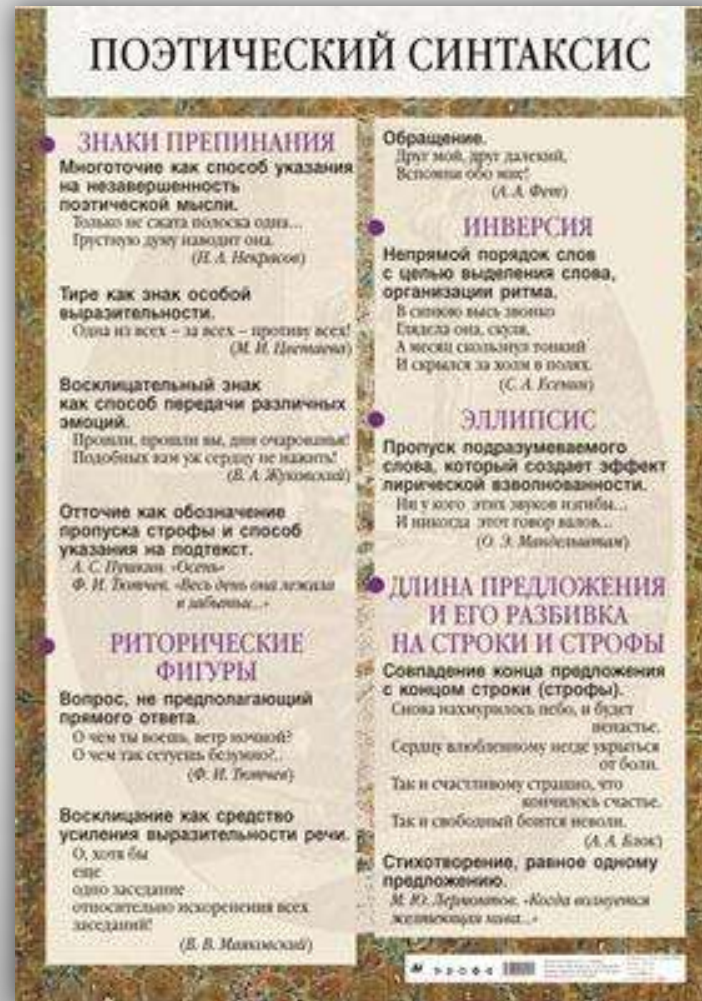 ПОЭТИЧЕСКИЙ СИНТАКСИС
ЗНАКИ ПРЕПИНАНИЯ
Многоточие как способ указания
на незавершенность
поэтической мысли.
Только не сжата полоска одна...
Грустную думу наводит она.
(Н. А. Некрасов)
Тире как знак особой
выразительности.
Одна из всех – за всех – противу всех!
(М. И. Цветаева)
Восклицательный знак
как способ передачи различных
эмоций.
Прошли, прошли вы, дни очарованья!
Подобных вам уж сердцу не нажить!
(В. А. Жуковский)
Отточие как обозначение
пропуска строфы и способ
указания на подтекст.
А. С. Пушкин. «Осень»
Ф. И. Тютчев. «Весь день она лежала
в забытьи...»
РИТОРИЧЕСКИЕ
ФИГУРЫ
Вопрос, не предполагающий
прямого ответа.
О чем ты воешь, ветр ночной?
О чем так сетуешь безумно?..
(Ф. И. Тютчев)
Восклицание как средство
усиления выразительности речи.
О, хотя бы
еще
одно заседание
относительно искоренения всех
заседаний!
(В. В. Маяковский)
Обращение.
Друг мой, друг далекий,
Вспомни обо мне!
(А. А. Фет)
ИНВЕРСИЯ
Непрямой порядок слов
с целью выделения слова,
организации ритма.
В синюю высь звонко
Глядела она, скуля,
А месяц скользнул тонкий
И скрылся за холм в полях.
(С. А. Есенин)
ЭЛЛИПСИС
Пропуск подразумеваемого
слова, который создает эффект
лирической взволнованности.
Ни у кого этих звуков изгибы...
И никогда этот говор валов...
(О. Э. Мандельштам)
ДЛИНА ПРЕДЛОЖЕНИЯ
И ЕГО РАЗБИВКА
НА СТРОКИ И СТРОФЫ
Совпадение конца предложения
с концом строки (строфы).
Снова нахмурилось небо, и будет
ненастье.
Сердцу влюбленному негде укрыться
от боли.
Так и счастливому страшно, что
кончилось счастье.
Так и свободный боится неволи.
(А. А. Блок)
Стихотворение, равное одному
предложению.
М. Ю. Лермонтов. «Когда волнуется
желтеющая нива...»
ДРОФА